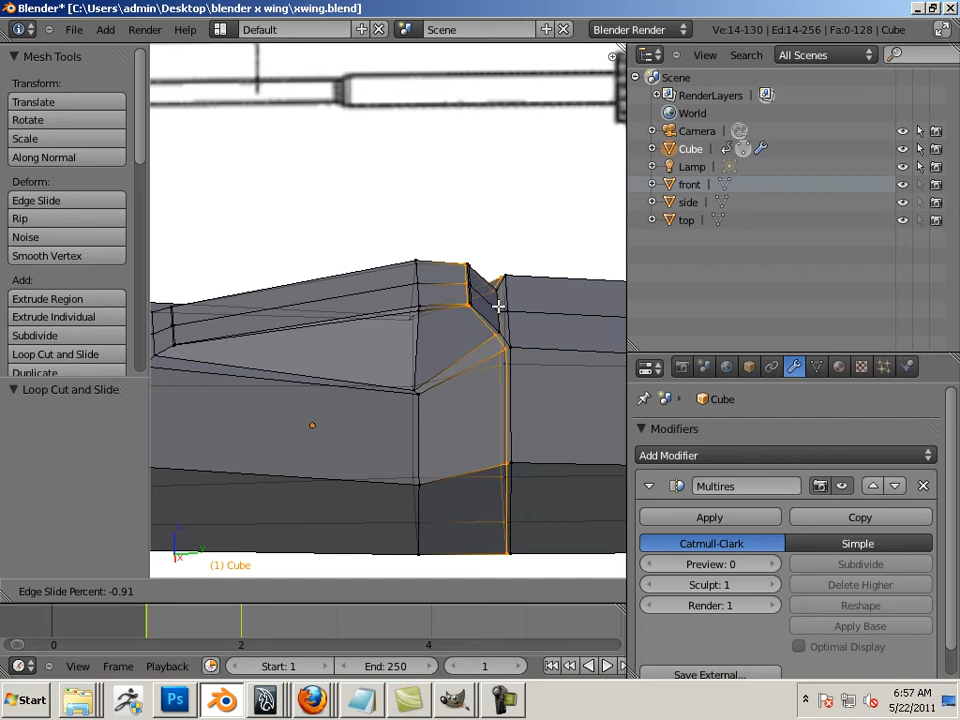 Blender* [C:\Users\admin\Desktop\blender x wing\xwing.blend]
File Add Render Help Default Scene Blender Render Ve:14-130 | Ed:14-256 | Fa:0-128 | Cube
Mesh Tools
Transform:
Translate
Rotate
Scale
Along Normal
Deform:
Edge Slide
Rip
Noise
Smooth Vertex
Add:
Extrude Region
Extrude Individual
Subdivide
Loop Cut and Slide
Duplicate
Loop Cut and Slide
(1) Cube
Edge Slide Percent: -0.91
0 2 4
View Frame Playback Start: 1 End: 250 1
View Search All Scenes
Scene
RenderLayers
World
Camera
Cube
Lamp
front
side
top
Cube
Modifiers
Add Modifier
Multires
Apply Copy
Catmull-Clark Simple
Preview: 0 Subdivide
Sculpt: 1 Delete Higher
Render: 1 Reshape
Apply Base
Optimal Display
Save External...
Start Ps 6:57 AM
5/22/2011